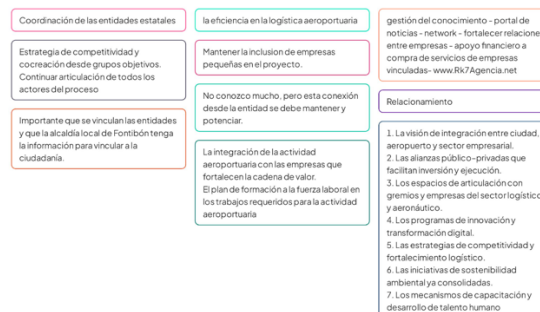 Coordinación de las entidades estatales
Estrategia de competitividad y
cocreación desde grupos objetivos.
Continuar articulación de todos los
actores del proceso
Importante que se vinculan las entidades
y que la alcaldía local de Fontibón tenga
la información para vincular a la
ciudadanía.
la eficiencia en la logística aeroportuaria
Mantener la inclusion de empresas
pequeñas en el proyecto.
No conozco mucho, pero esta conexión
desde la entidad se debe mantener y
potenciar.
La integración de la actividad
aeroportuaria con las empresas que
fortalecen la cadena de valor.
El plan de formación a la fuerza laboral en
los trabajos requeridos para la actividad
aeroportuaria
gestión del conocimiento - portal de
noticias - network - fortalecer relacione
entre empresas - apoyo financiero a
compra de servicios de empresas
vinculadas- www.Rk7Agencia.net
Relacionamiento
1. La visión de integración entre ciudad,
aeropuerto y sector empresarial.
2. Las alianzas público–privadas que
facilitan inversión y ejecución.
3. Los espacios de articulación con
gremios y empresas del sector logístico
y aeronáutico.
4. Los programas de innovación y
transformación digital.
5. Las estrategias de competitividad y
fortalecimiento logístico.
6. Las iniciativas de sostenibilidad
ambiental ya consolidadas.
7. Los mecanismos de capacitación y
desarrollo de talento humano